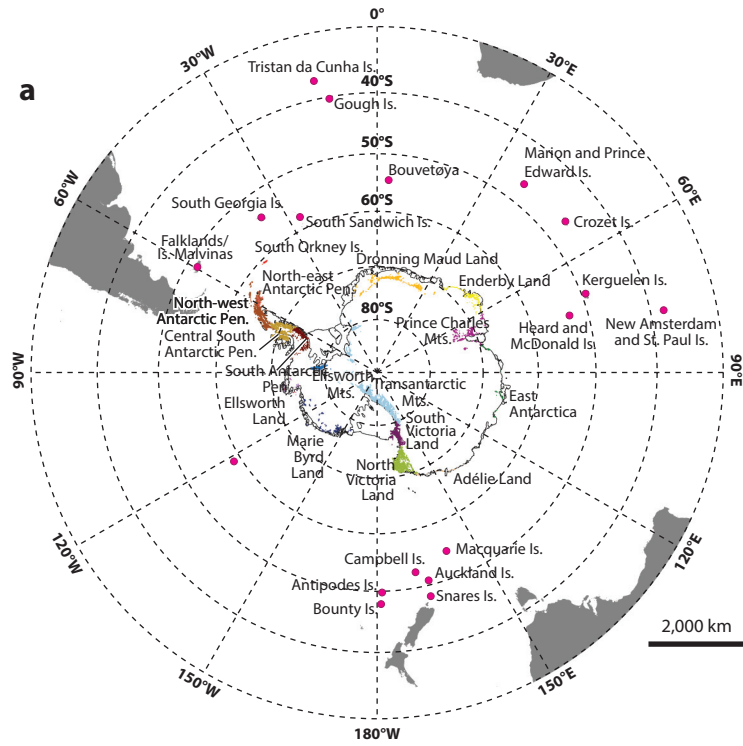 a
0°
30°W
Tristan da Cunha Is.
40°S
30°E
Gough Is.
50°S
Marion and Prince
Edward Is.
Bouvetøya
60°W
60°E
South Georgia Is.
60°S
South Sandwich Is.
Crozet Is.
Falklands/
Is. Malvinas
South Orkney Is.
Dronning Maud Land
North-east
Antarctic Pen.
Enderby Land
Kerguelen Is.
North-west
Antarctic Pen.
80°S
Prince Charles
Mts.
Heard and
McDonald Is.
New Amsterdam
and St. Paul Is.
Central South
Antarctic Pen.
90°W
90°E
South Antarctic
Pen.
Ellsworth
Mts.
Transantarctic
Mts.
Ellsworth
Land
East
Antarctica
South
Victoria
Land
Marie
Byrd
Land
North
Victoria
Land
Adélie Land
120°W
120°E
Macquarie Is.
Campbell Is.
Auckland Is.
Antipodes Is.
Snares Is.
Bounty Is.
2,000 km
150°W
150°E
180°W